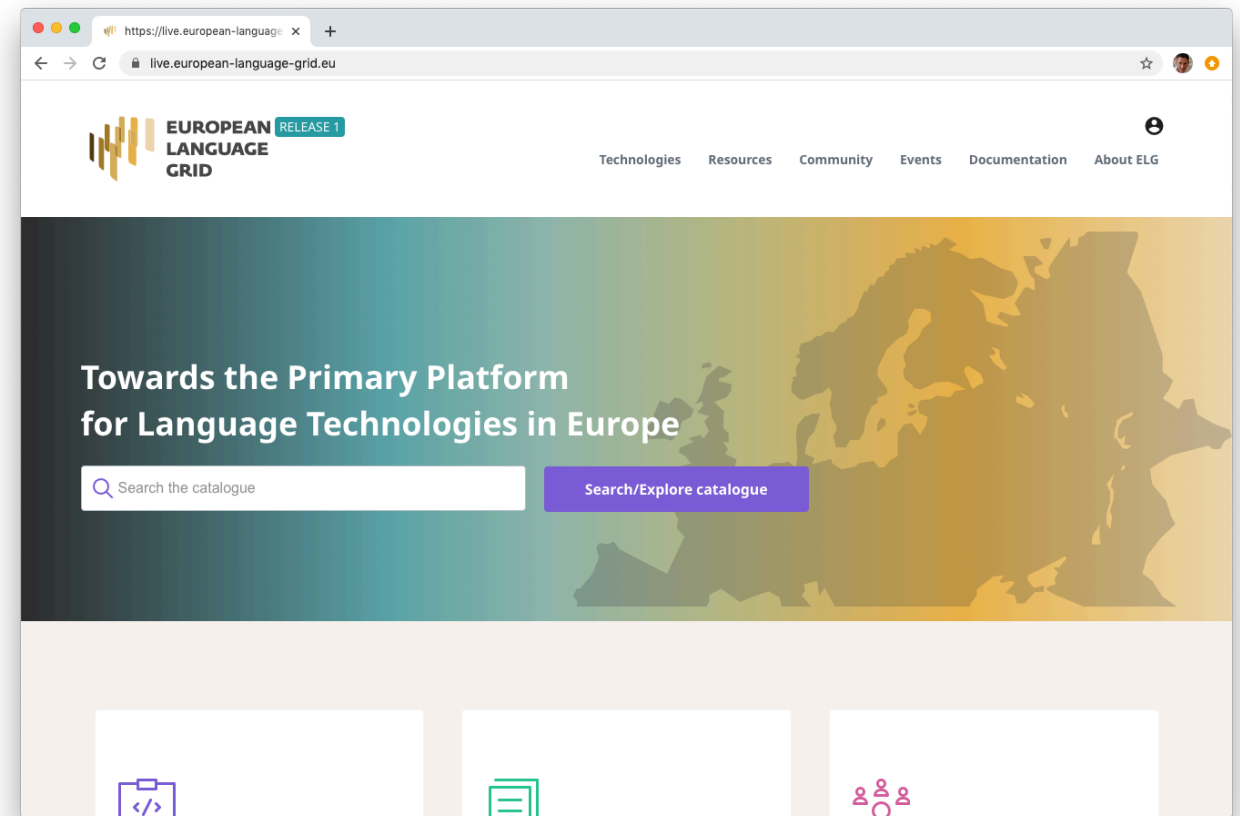 https://live.european-language
live.european-language-grid.eu
EUROPEAN RELEASE 1
LANGUAGE
GRID
Technologies Resources Community Events Documentation About ELG
Towards the Primary Platform
for Language Technologies in Europe
Search the catalogue
Search/Explore catalogue